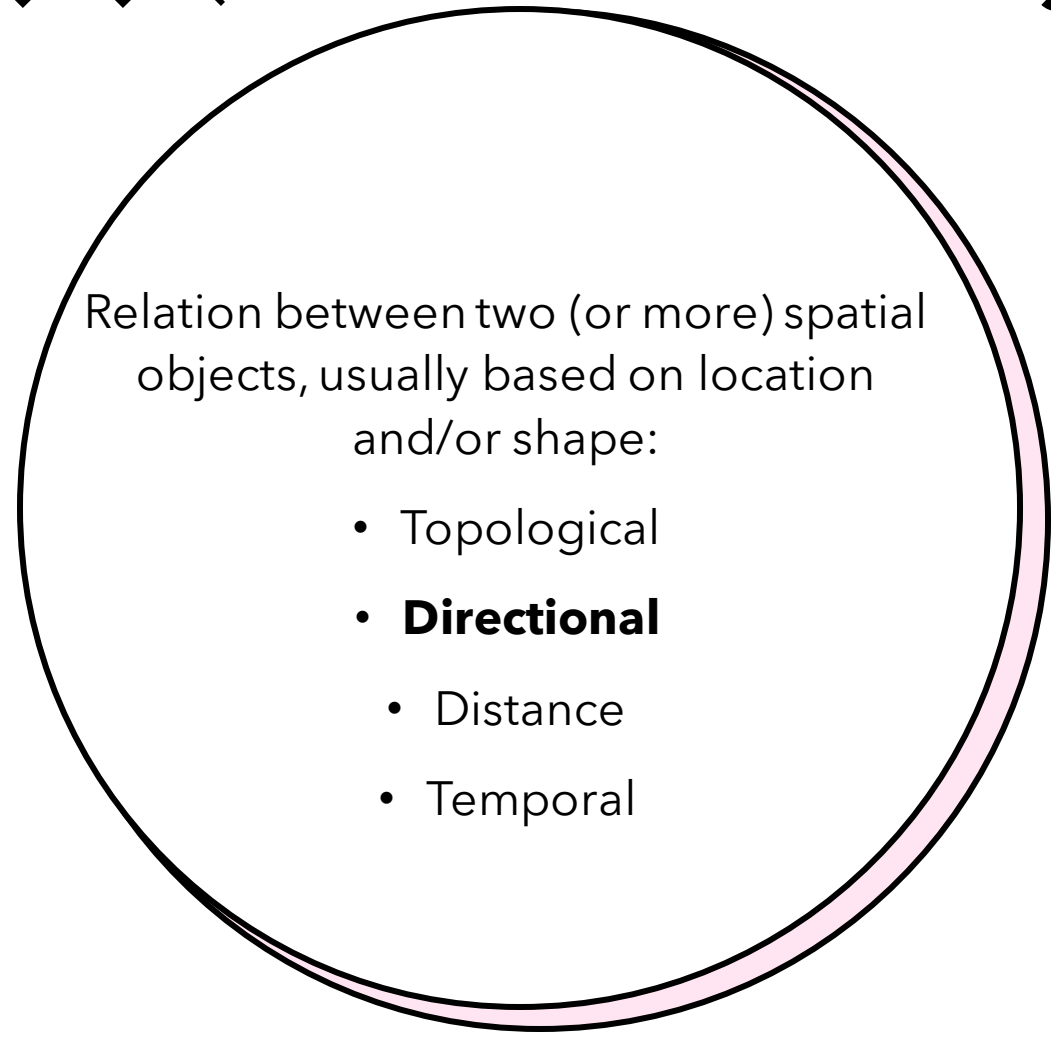 Relation between two (or more) spatial
objects, usually based on location
and/or shape:
• Topological
• Directional
• Distance
• Temporal